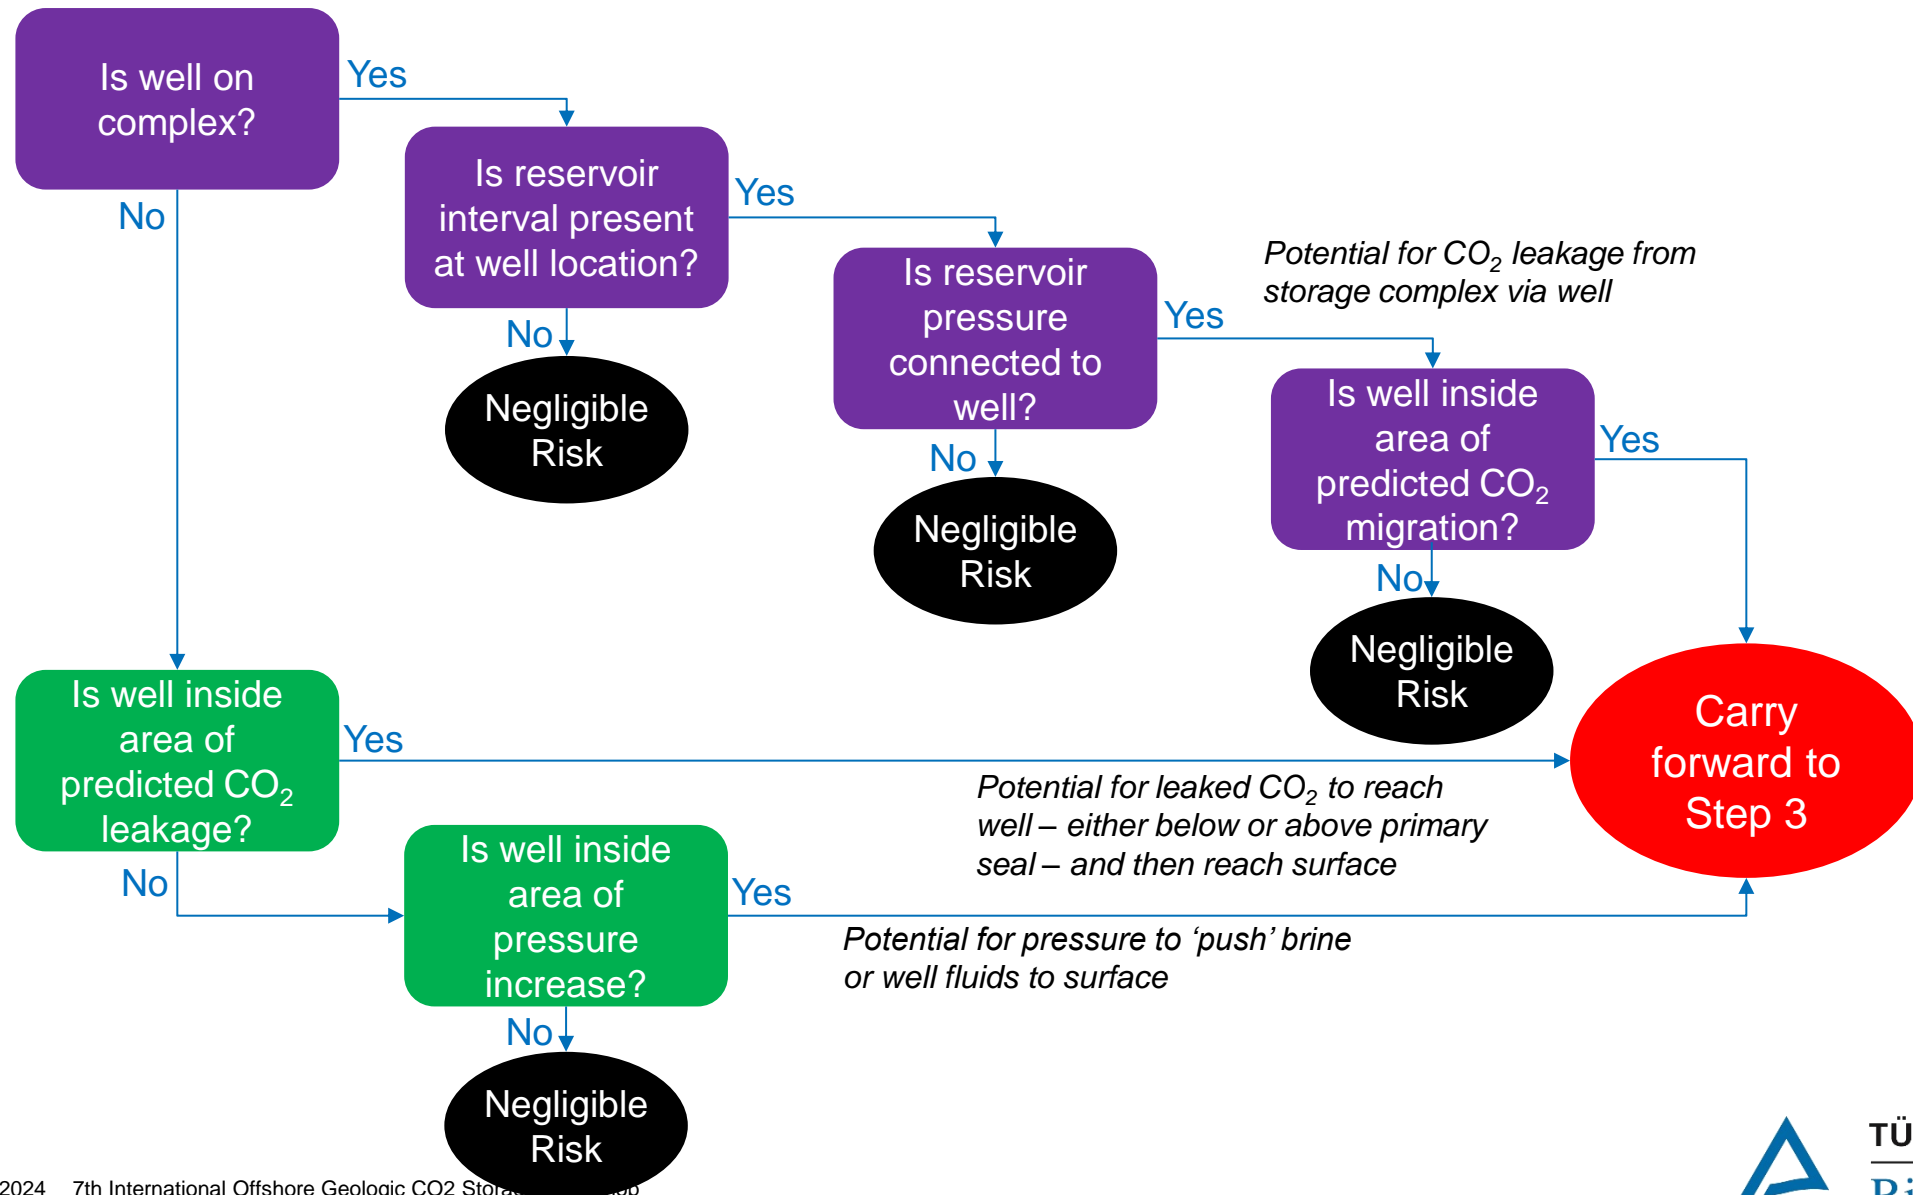 Is well on
complex?
Yes
No
Is reservoir
interval present
at well location?
Yes
No
Negligible
Risk
Is reservoir
pressure
connected to
well?
Yes
No
Negligible
Risk
Potential for CO₂ leakage from
storage complex via well
Is well inside
area of
predicted CO₂
migration?
Yes
No
Negligible
Risk
Carry
forward to
Step 3
Is well inside
area of
predicted CO₂
leakage?
Yes
No
Potential for leaked CO₂ to reach
well – either below or above primary
seal – and then reach surface
Is well inside
area of
pressure
increase?
Yes
No
Potential for pressure to ‘push’ brine
or well fluids to surface
Negligible
Risk
2024 7th International Offshore Geologic CO2
TÜ